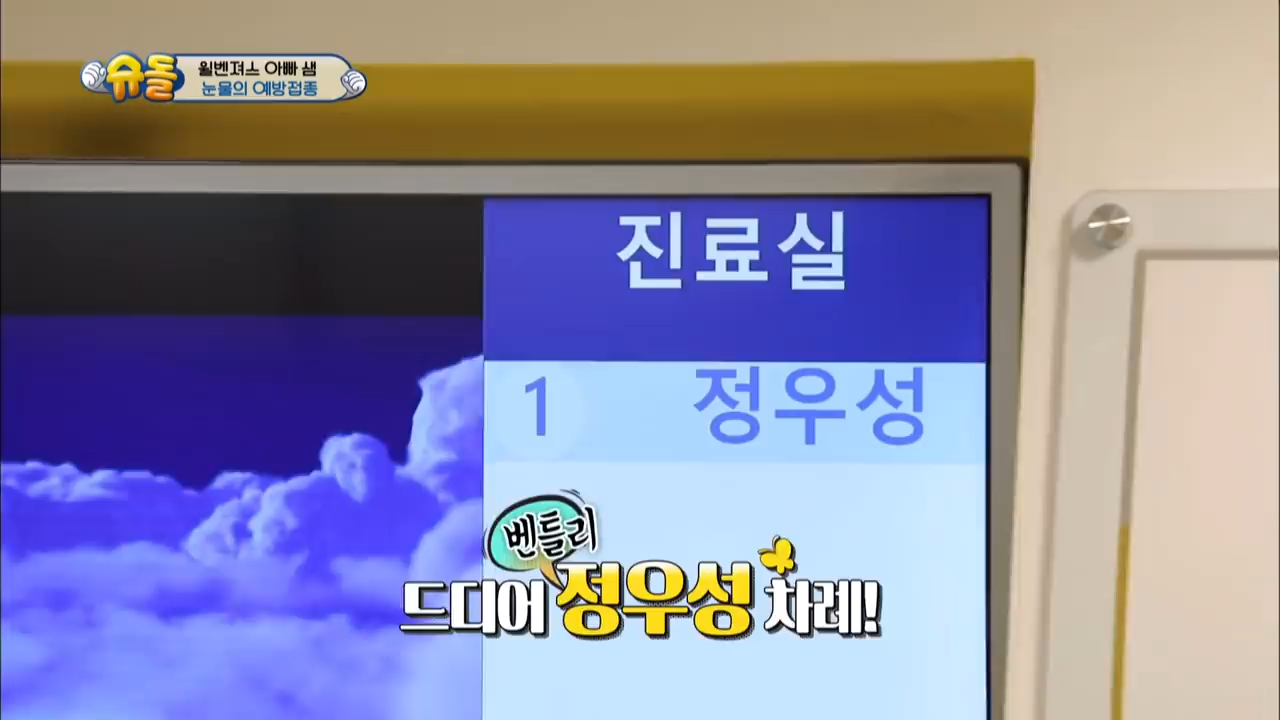 슈돌
윌벤져스 아빠 샘
눈물의 예방접종
진료실
1 정우성
벤틀리
드디어 정우성 차례!